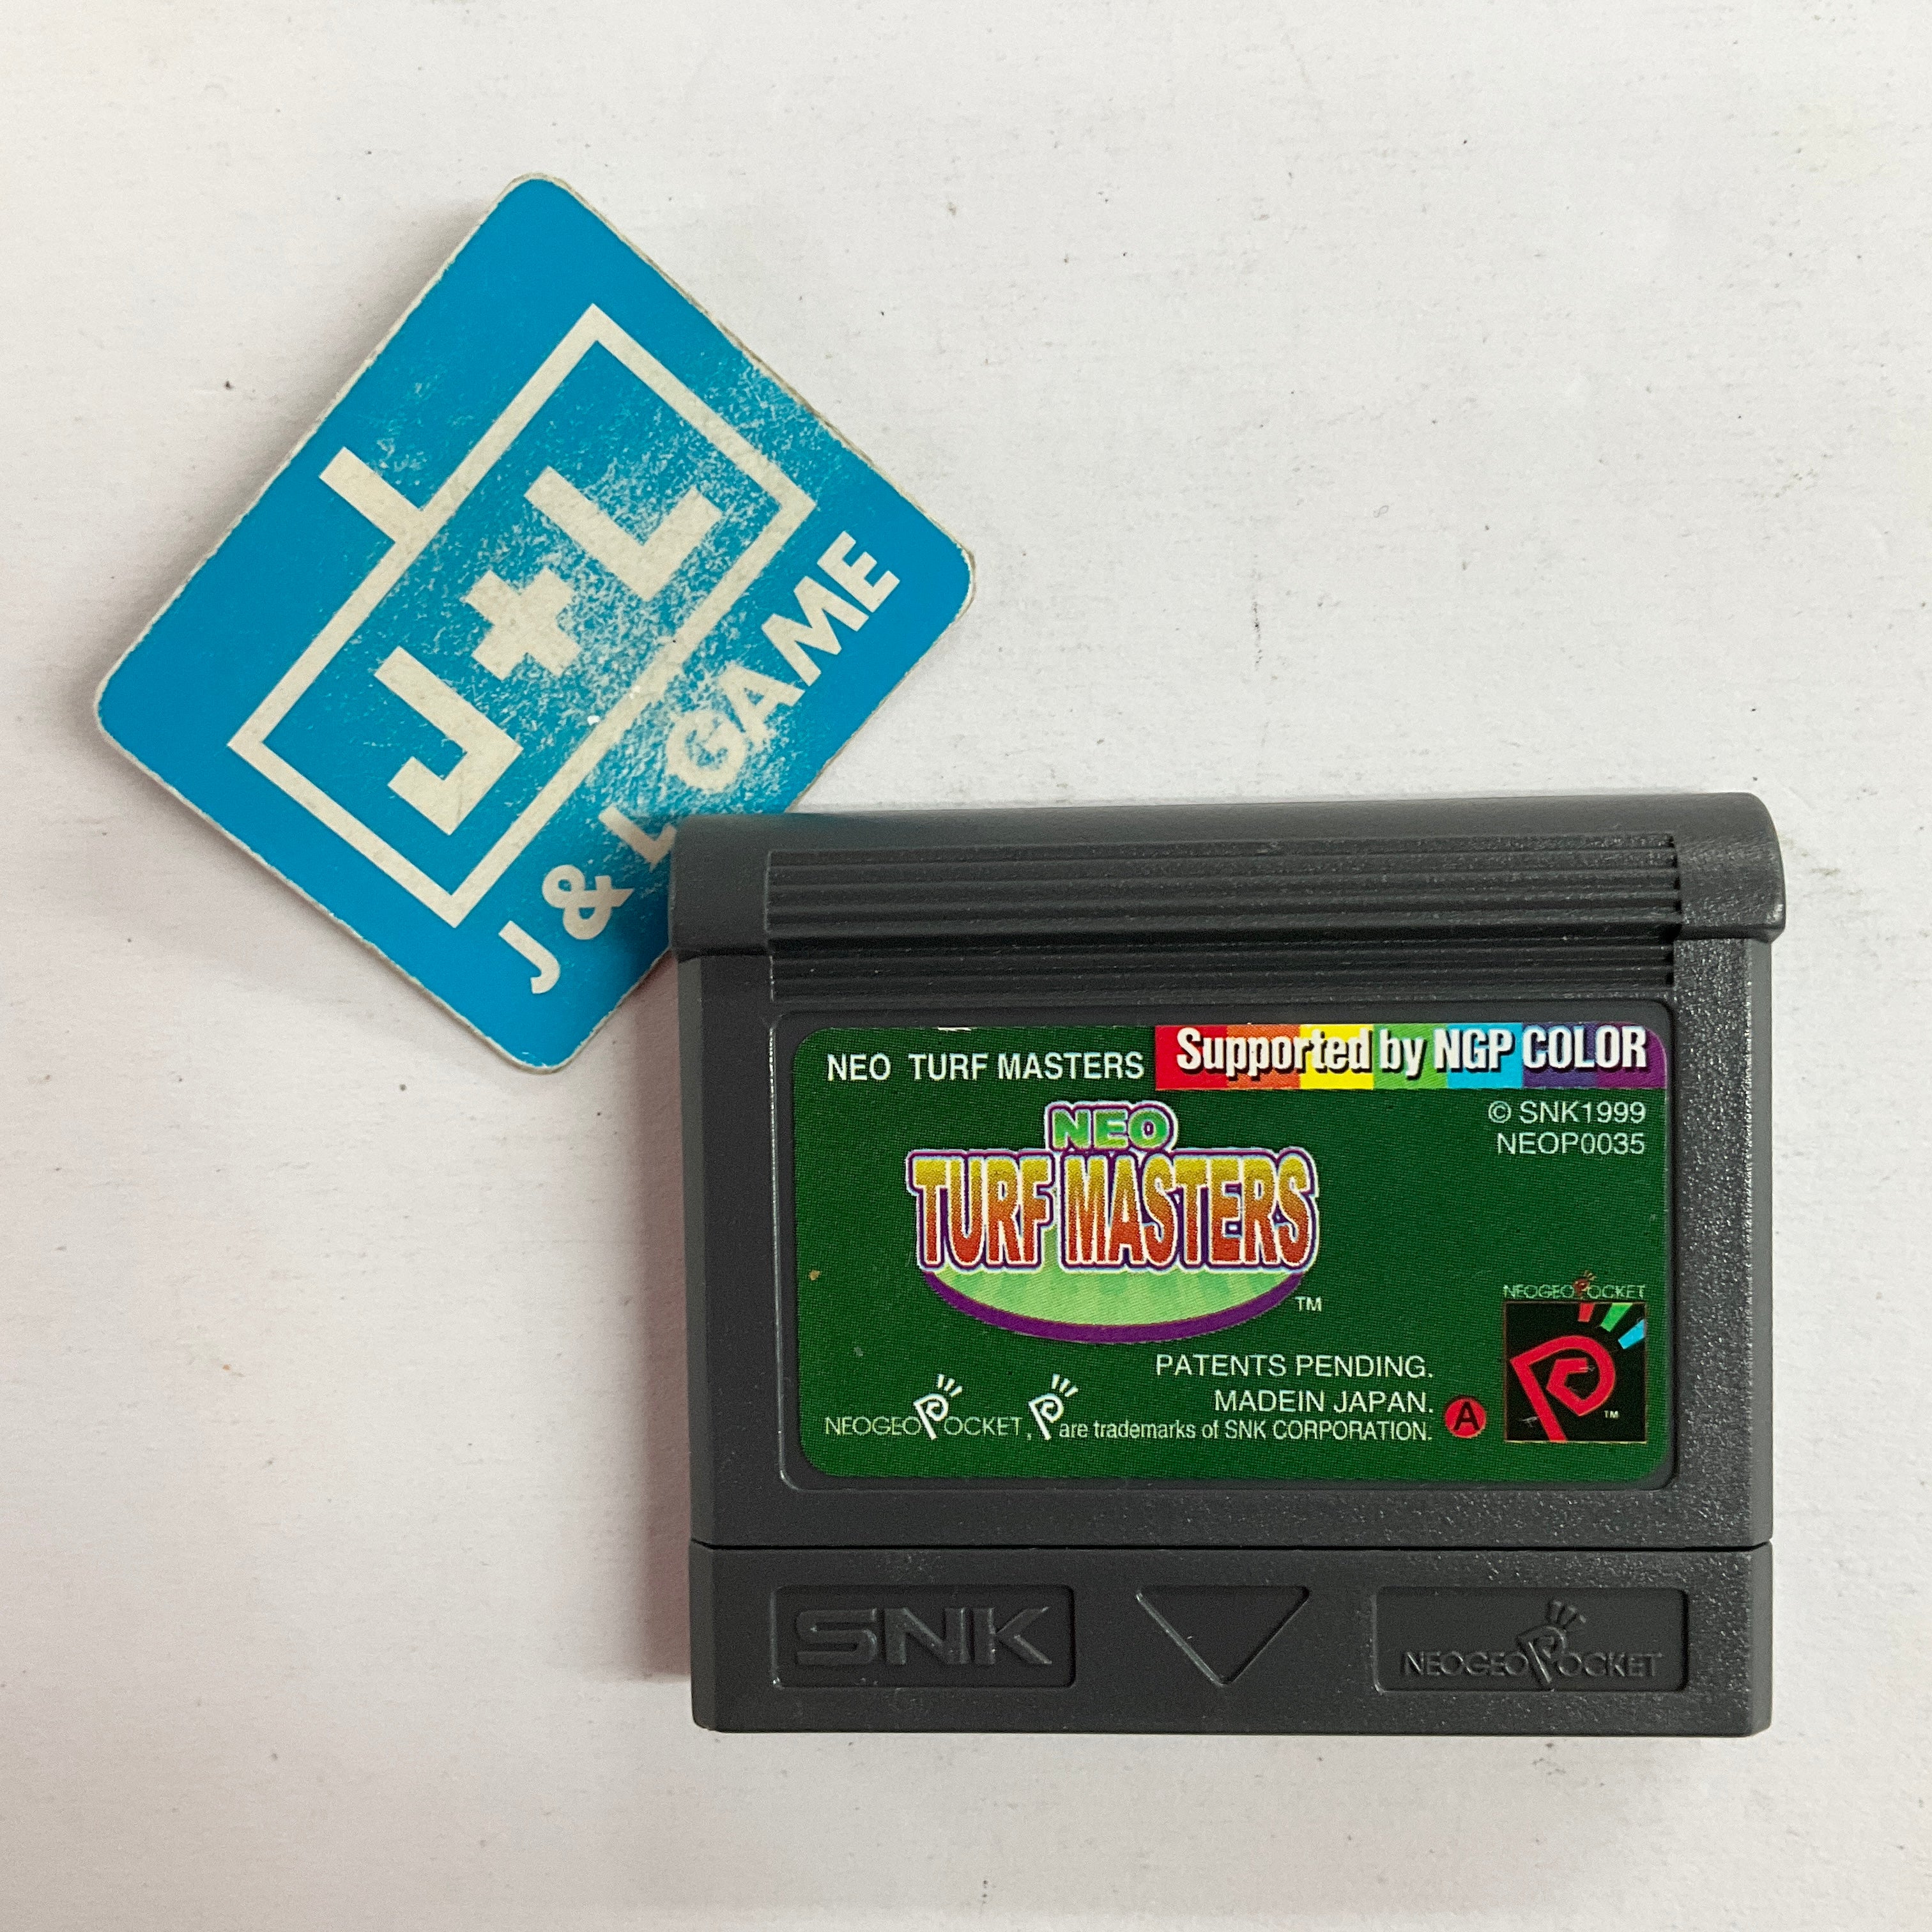 J+L
J & L GAME
NEO TURF MASTERS
Supported by NGP COLOR
© SNK1999
NEOP0035
NEO
TURF MASTERS
TM
NEOGEO POCKET
TM
PATENTS PENDING.
MADEIN JAPAN.
A
NEOGEO POCKET, P are trademarks of SNK CORPORATION.
SNK
NEOGEO POCKET